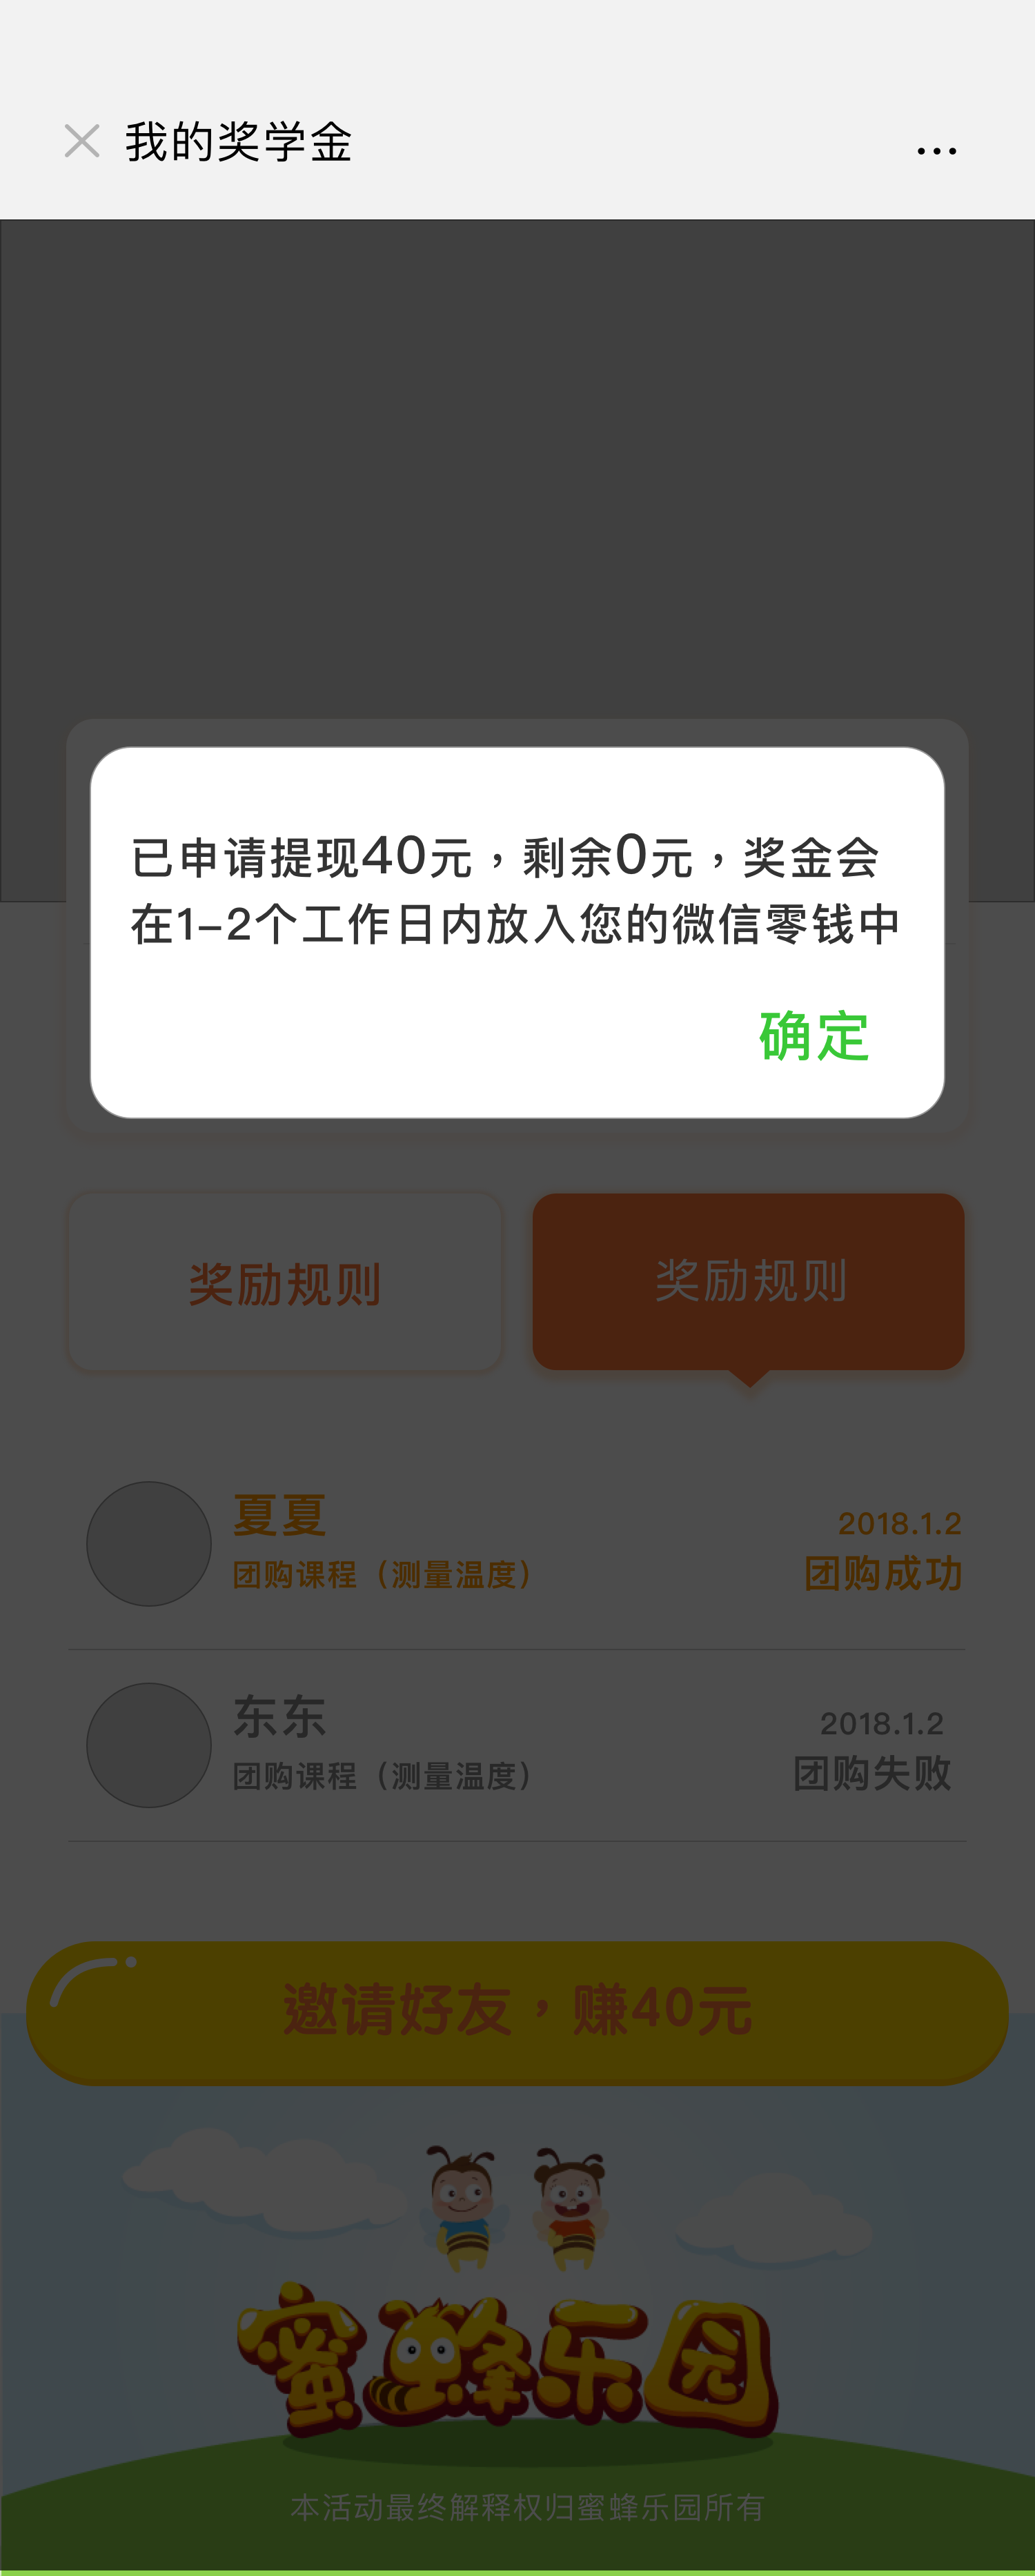 我的奖学金
...
已申请提现40元，剩余0元，奖金会
在1-2个工作日内放入您的微信零钱中
确定
奖励规则
奖励规则
夏夏
2018.1.2
团购课程（测量温度）
团购成功
东东
2018.1.2
团购课程（测量温度）
团购失败
邀请好友，赚40元
蜜蜂乐园
本活动最终解释权归蜜蜂乐园所有